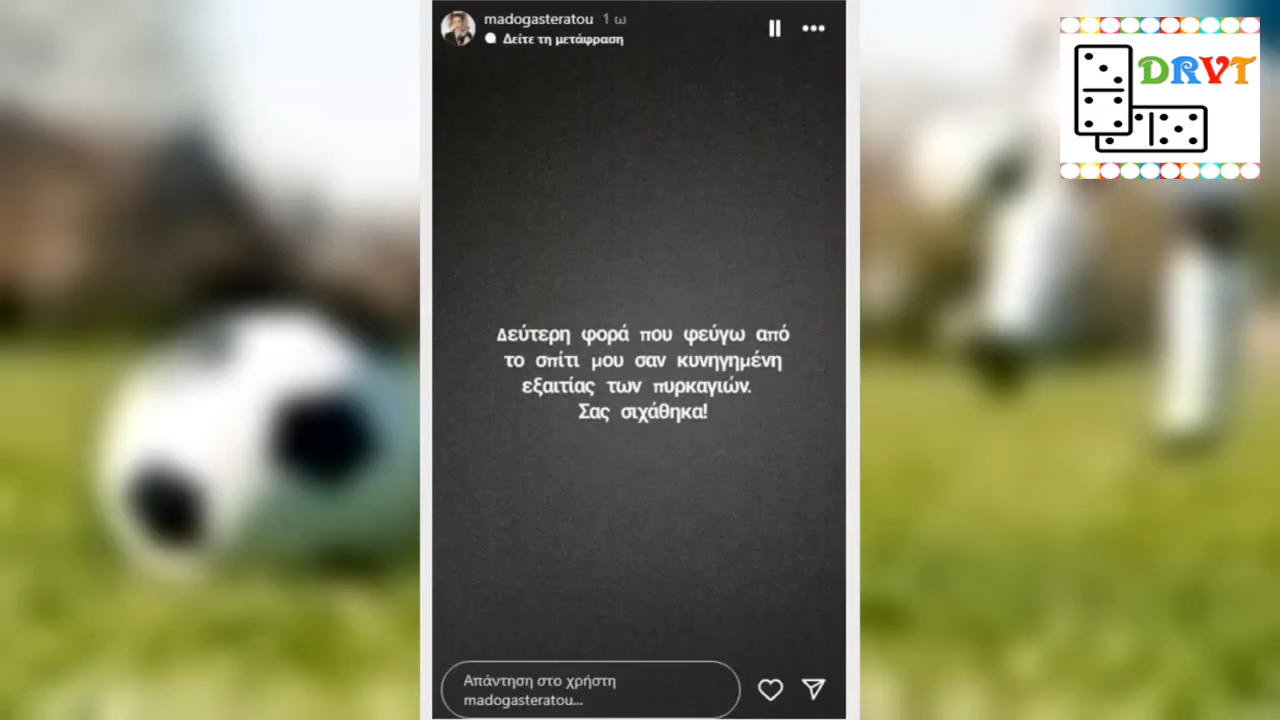 madogasteratou 1 ω
Δείτε τη μετάφραση
DRVT
Δεύτερη φορά που φεύγω από
το σπίτι μου σαν κυνηγημένη
εξαιτίας των πυρκαγιών.
Σας σιχάθηκα!
Απάντηση στο χρήστη
madogasteratou...